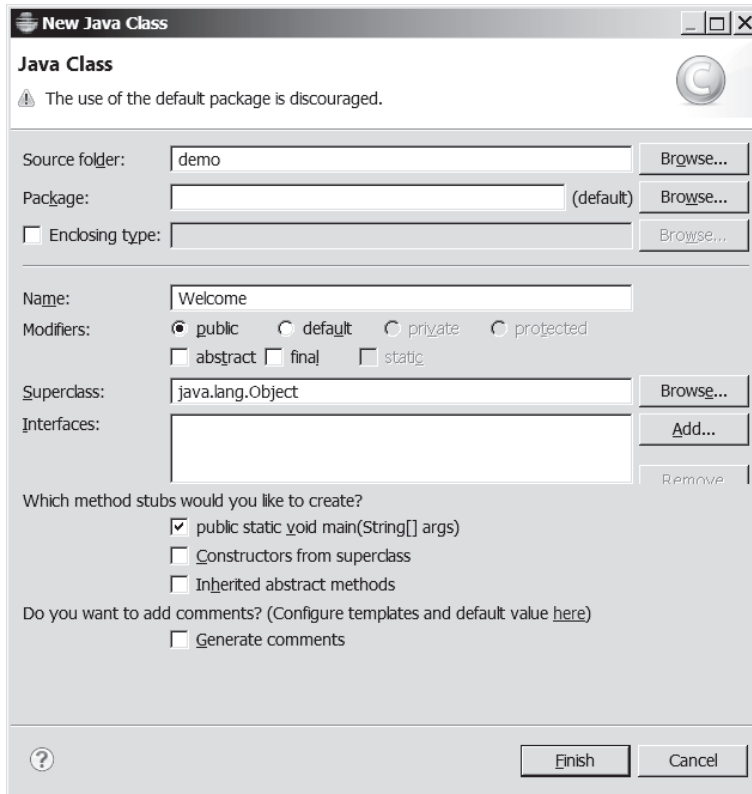 New Java Class
Java Class
The use of the default package is discouraged.
Source folder: demo Browse...
Package: (default) Browse...
Enclosing type: Browse...
Name: Welcome
Modifiers: public default private protected
abstract final static
Superclass: java.lang.Object Browse...
Interfaces: Add...
Remove
Which method stubs would you like to create?
public static void main(String[] args)
Constructors from superclass
Inherited abstract methods
Do you want to add comments? (Configure templates and default value here)
Generate comments
? Finish Cancel